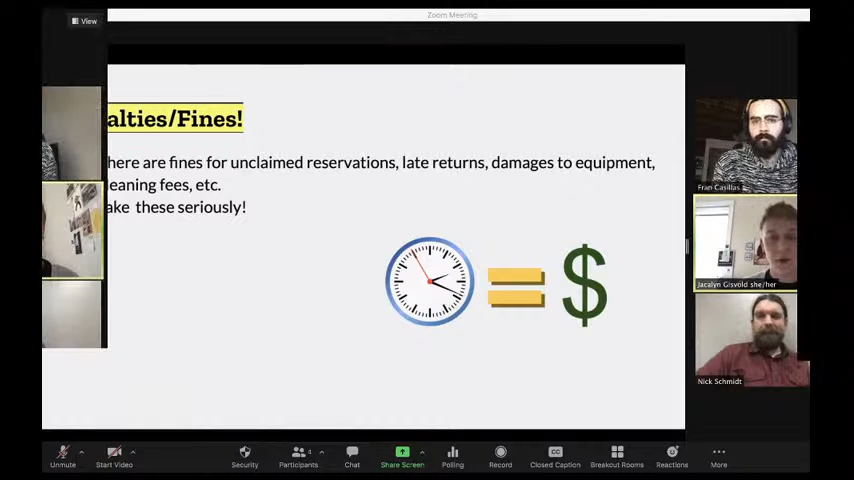 Zoom Meeting
View
alties/Fines!
here are fines for unclaimed reservations, late returns, damages to equipment,
eaning fees, etc.
ake these seriously!
$
Fran Casillas
Jacalyn Gisvold she/her
Nick Schmidt
Unmute
Start Video
Security
Participants
4
Chat
Share Screen
Polling
Record
Closed Caption
Breakout Rooms
Reactions
More